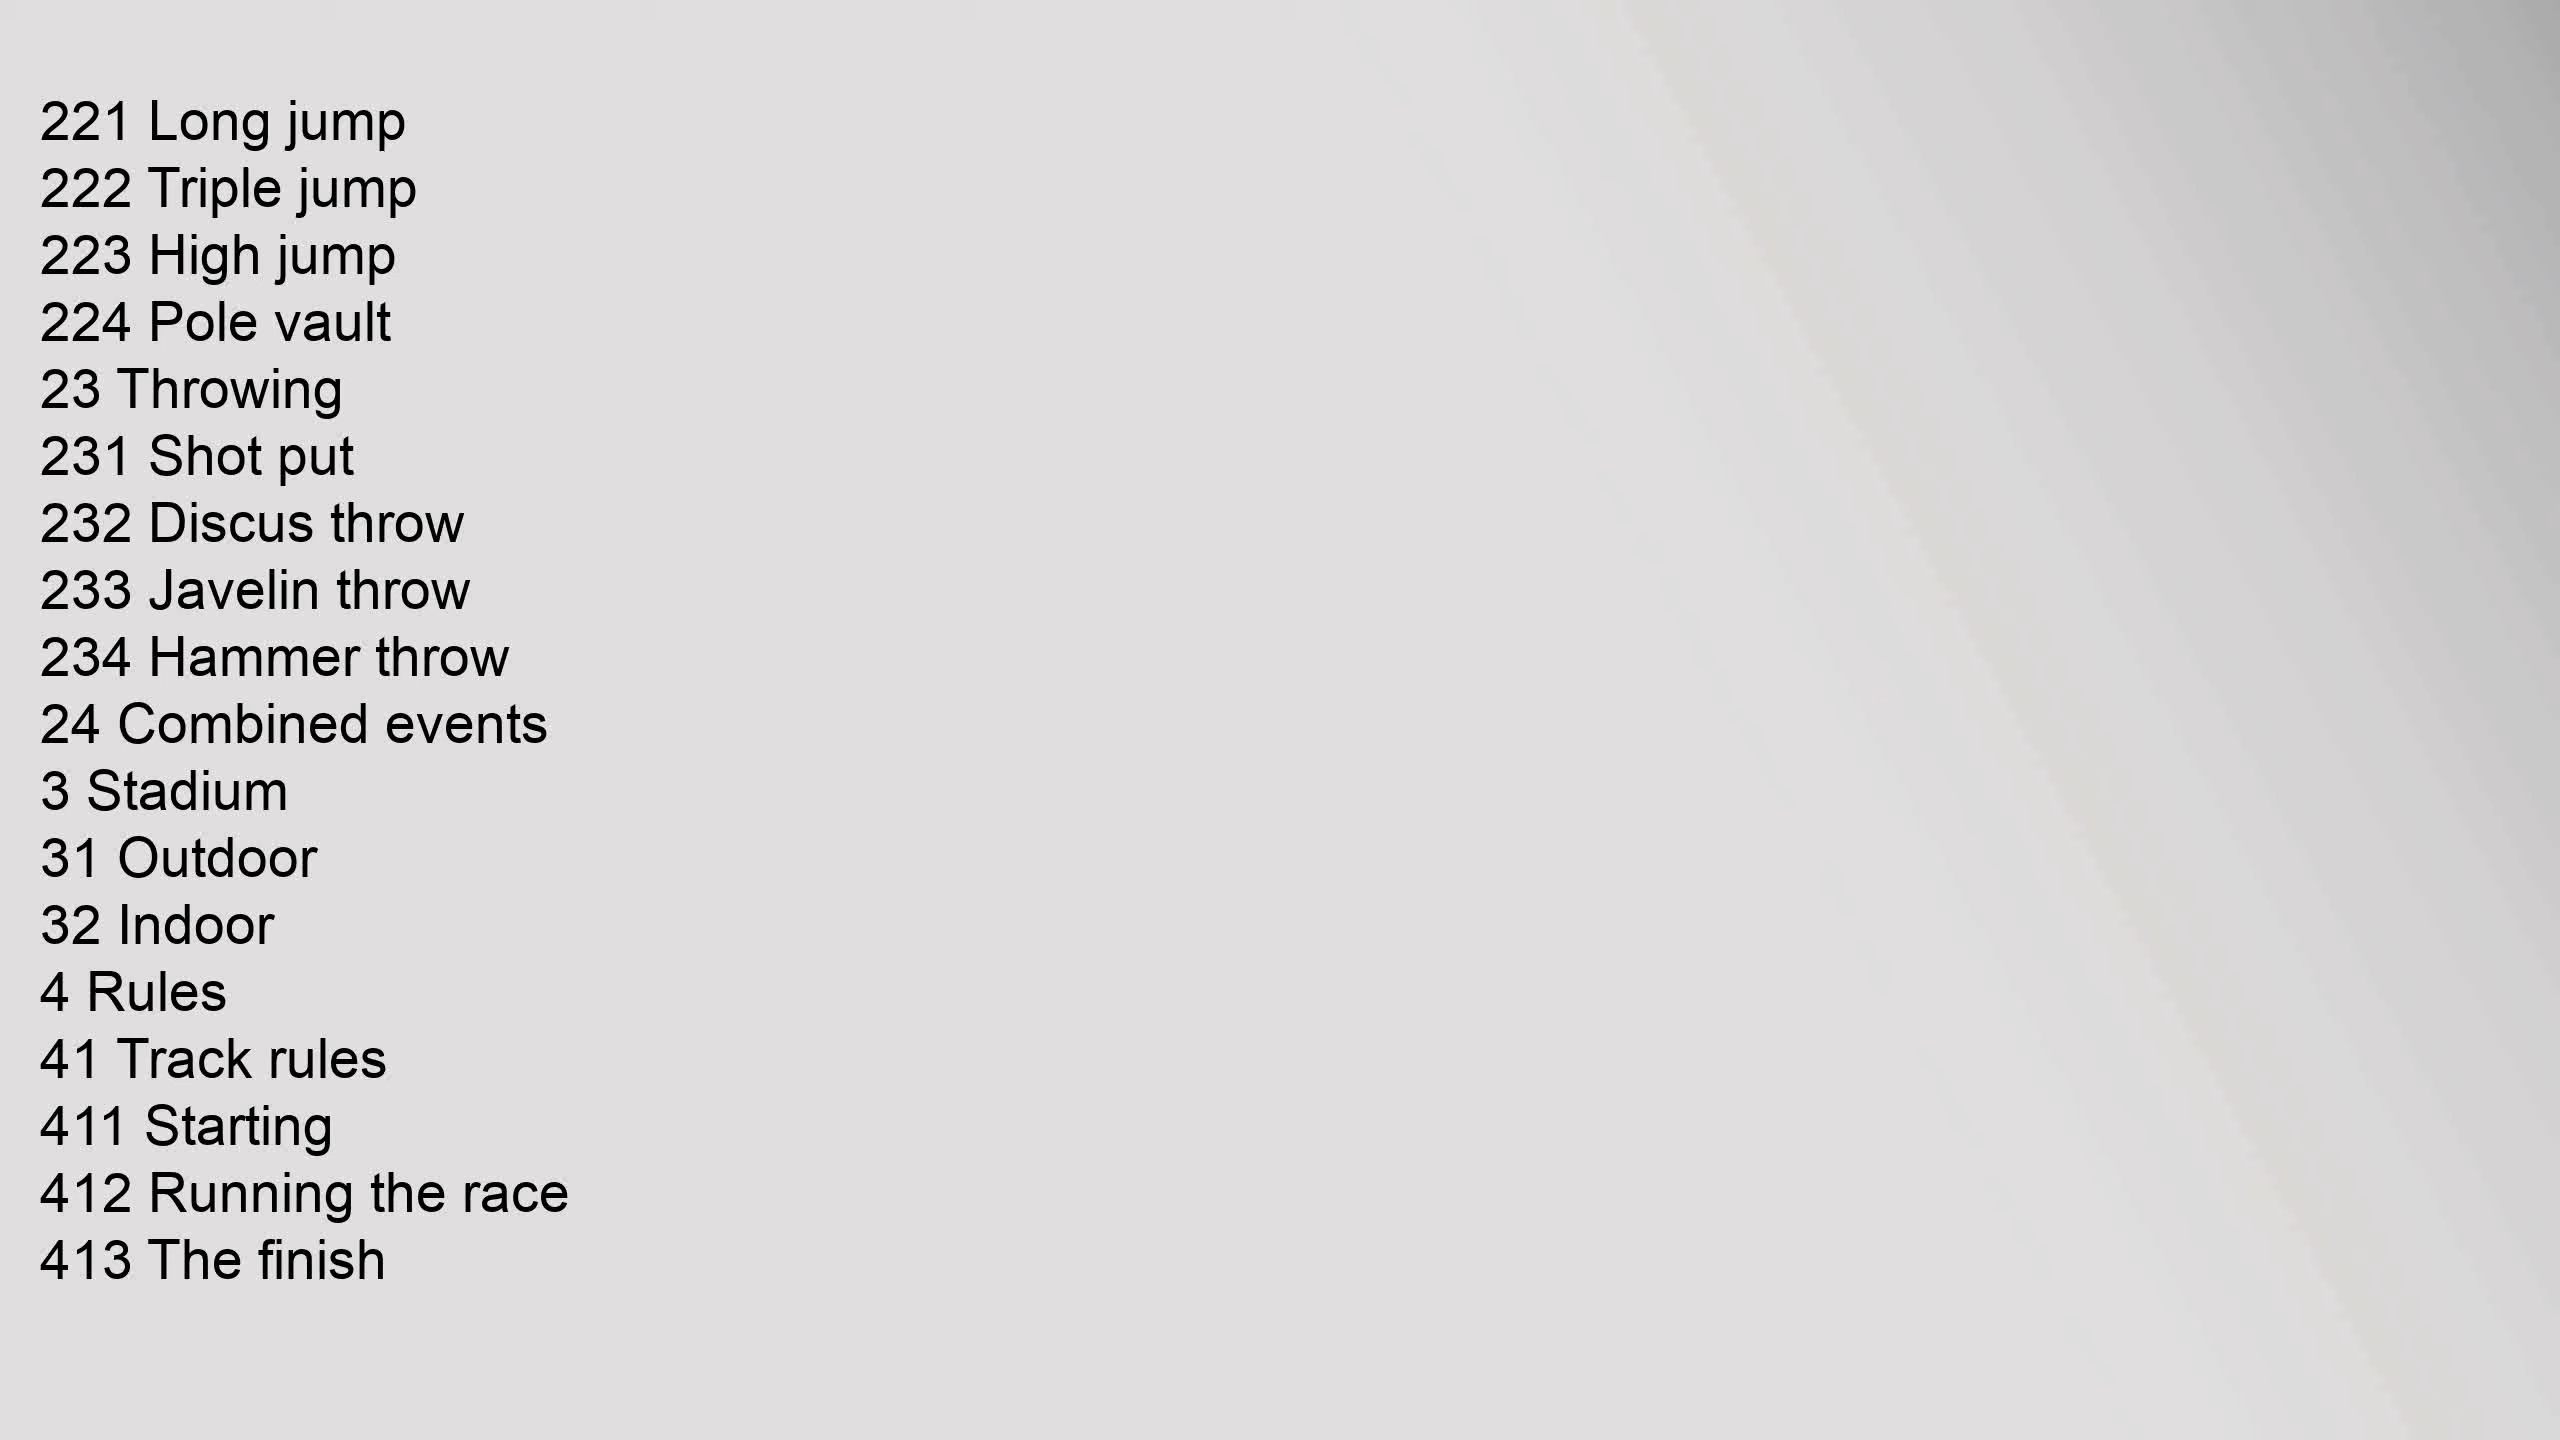 221 Long jump
222 Triple jump
223 High jump
224 Pole vault
23 Throwing
231 Shot put
232 Discus throw
233 Javelin throw
234 Hammer throw
24 Combined events
3 Stadium
31 Outdoor
32 Indoor
4 Rules
41 Track rules
411 Starting
412 Running the race
413 The finish